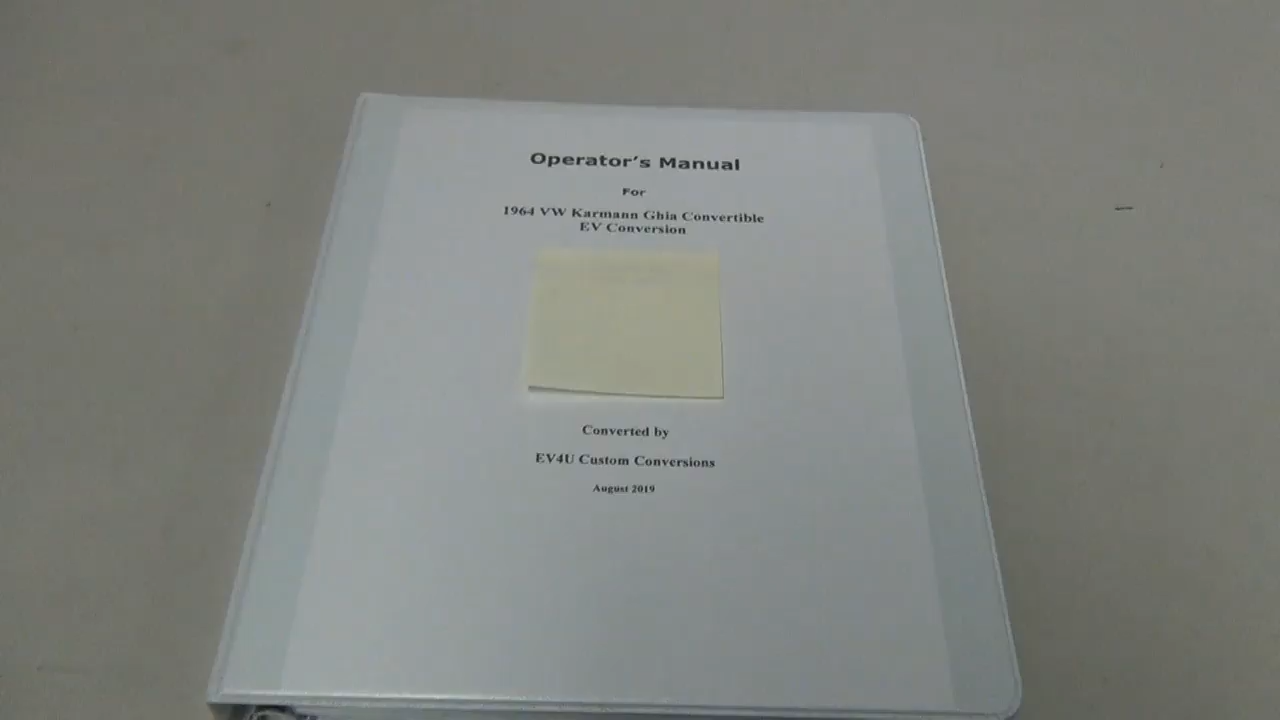 Operator's Manual
For
1964 VW Karmann Ghia Convertible
EV Conversion
Converted by
EV4U Custom Conversions
August 2019